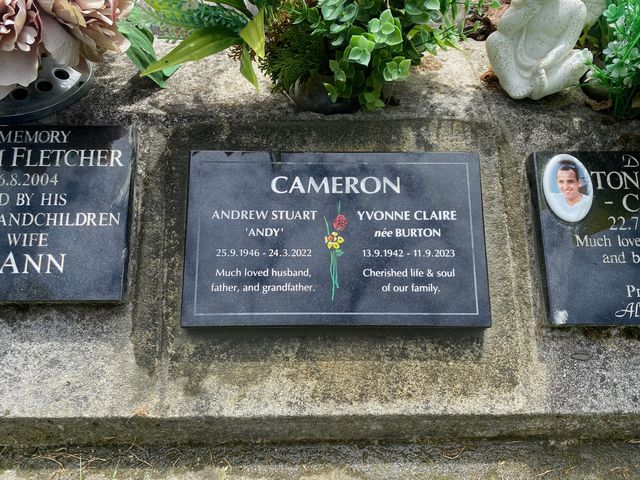 MEMORY
FLETCHER
6.8.2004
BY HIS
GRANDCHILDREN
WIFE
ANN
CAMERON
ANDREW STUART
'ANDY'
25.9.1946 - 24.3.2022
Much loved husband,
father, and grandfather.
YVONNE CLAIRE
née BURTON
13.9.1942 - 11.9.2023
Cherished life & soul
of our family.
TON
- C
22.7
Much love
and b